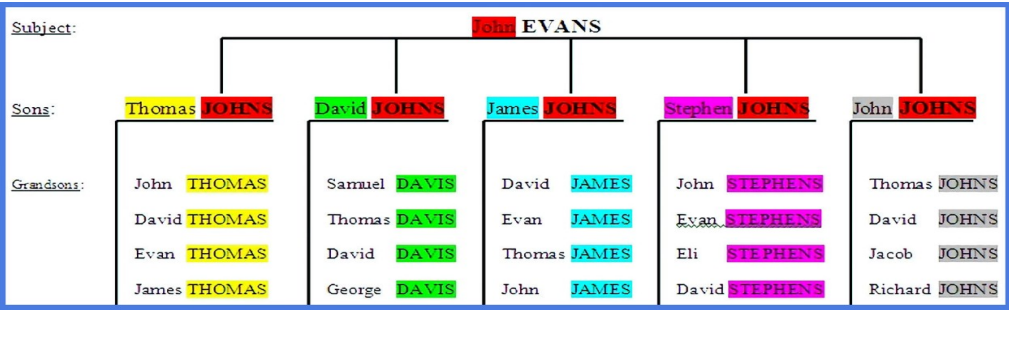 Subject: John EVANS
Sons: Thomas JOHNS David JOHNS James JOHNS Stephen JOHNS John JOHNS
Grandsons: John THOMAS Samuel DAVIS David JAMES John STEPHENS Thomas JOHNS
David THOMAS Thomas DAVIS Evan JAMES Evan STEPHENS David JOHNS
Evan THOMAS David DAVIS Thomas JAMES Eli STEPHENS Jacob JOHNS
James THOMAS George DAVIS John JAMES David STEPHENS Richard JOHNS